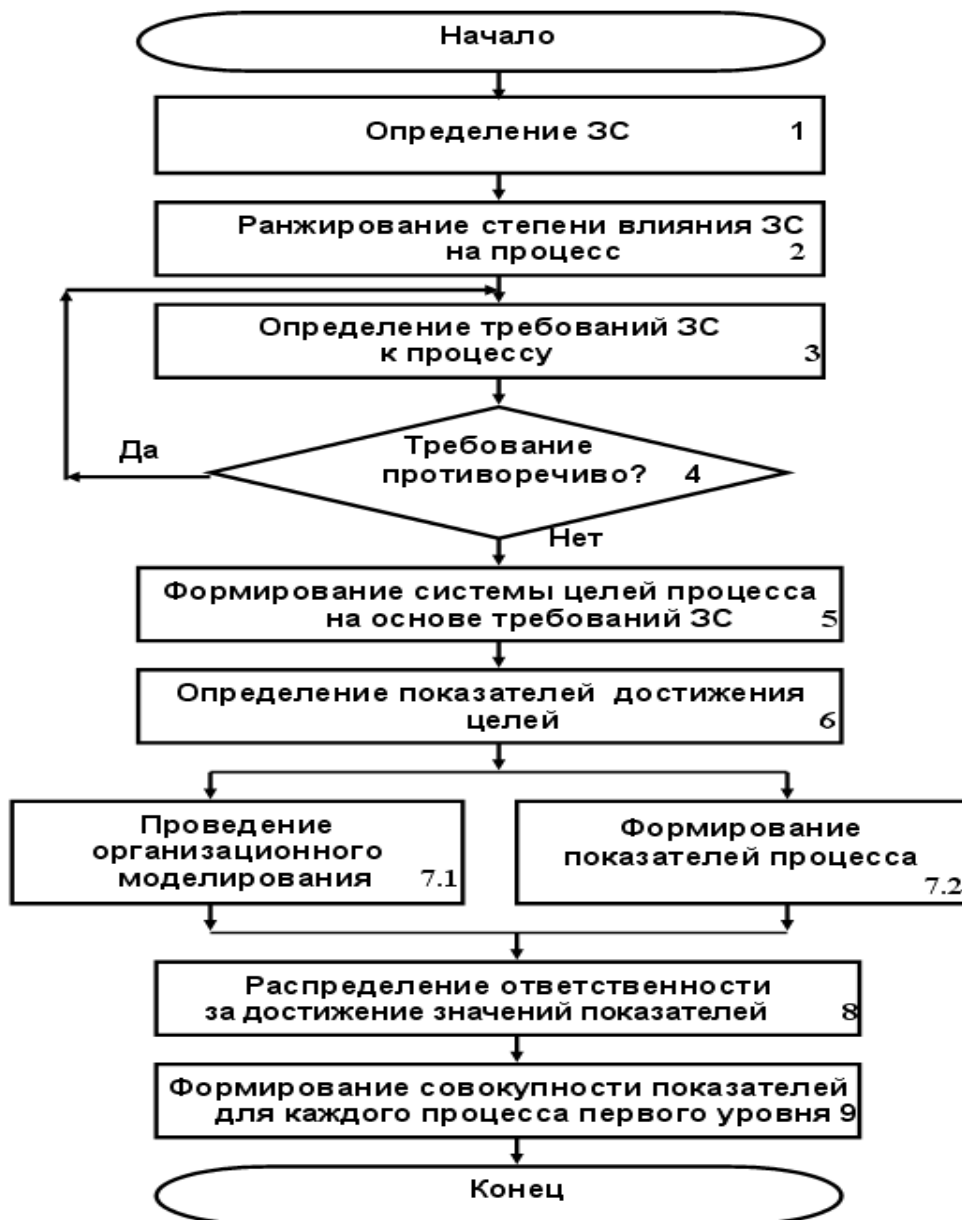 Начало
Определение ЗС 1
Ранжирование степени влияния ЗС
на процесс 2
Определение требований ЗС
к процессу 3
Требование
Да
противоречиво? 4
Нет
Формирование системы целей процесса
на основе требований ЗС 5
Определение показателей достижения
целей 6
Проведение
организационного
моделирования 7.1
Формирование
показателей процесса
7.2
Распределение ответственности
за достижение значений показателей 8
Формирование совокупности показателей
для каждого процесса первого уровня 9
Конец